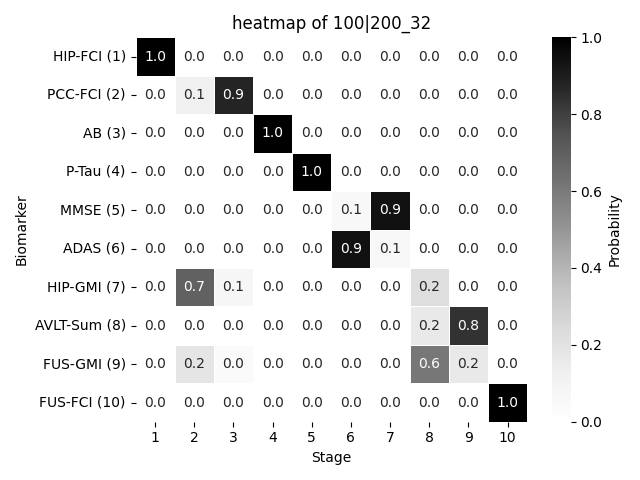 heatmap of 100|200_32
HIP-FCI (1) 1.0 0.0 0.0 0.0 0.0 0.0 0.0 0.0 0.0 0.0
PCC-FCI (2) 0.0 0.1 0.9 0.0 0.0 0.0 0.0 0.0 0.0 0.0
AB (3) 0.0 0.0 0.0 1.0 0.0 0.0 0.0 0.0 0.0 0.0
P-Tau (4) 0.0 0.0 0.0 0.0 1.0 0.0 0.0 0.0 0.0 0.0
MMSE (5) 0.0 0.0 0.0 0.0 0.0 0.1 0.9 0.0 0.0 0.0
ADAS (6) 0.0 0.0 0.0 0.0 0.0 0.9 0.1 0.0 0.0 0.0
HIP-GMI (7) 0.0 0.7 0.1 0.0 0.0 0.0 0.0 0.2 0.0 0.0
AVLT-Sum (8) 0.0 0.0 0.0 0.0 0.0 0.0 0.0 0.2 0.8 0.0
FUS-GMI (9) 0.0 0.2 0.0 0.0 0.0 0.0 0.0 0.6 0.2 0.0
FUS-FCI (10) 0.0 0.0 0.0 0.0 0.0 0.0 0.0 0.0 0.0 1.0
1 2 3 4 5 6 7 8 9 10
Stage
Biomarker
1.0
0.8
0.6
0.4
0.2
0.0
Probability